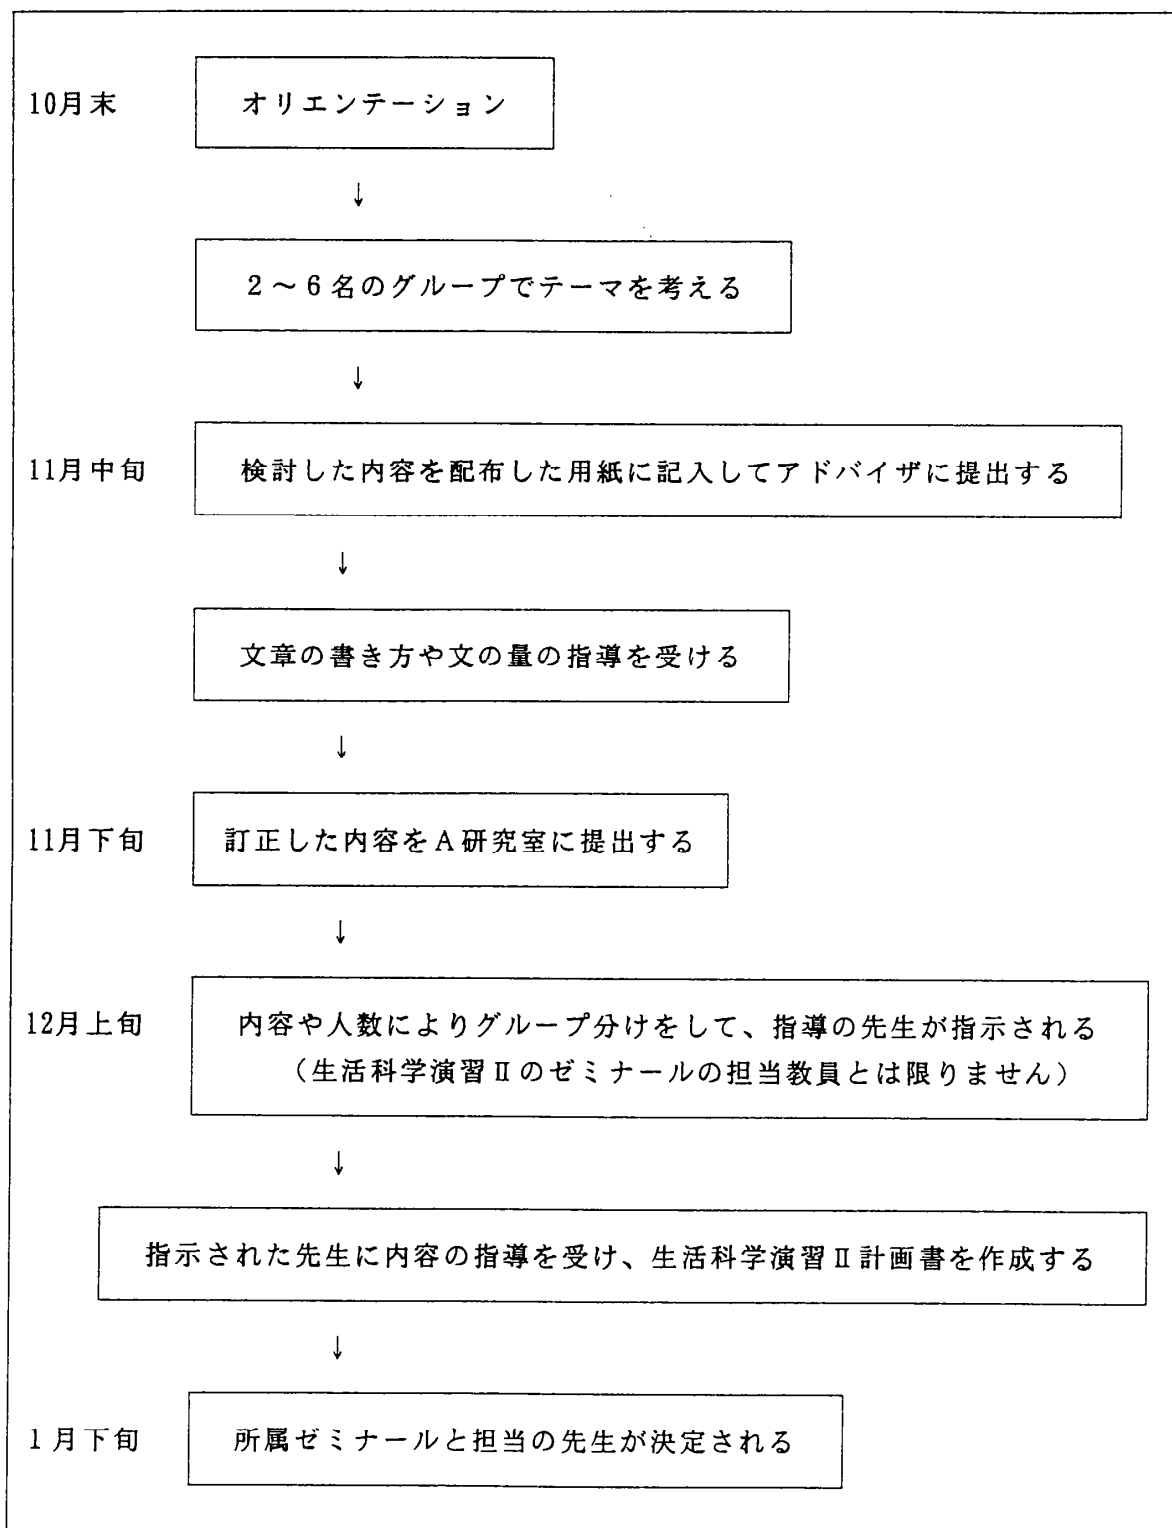 10月末 オリエンテーション
↓
2～6名のグループでテーマを考える
↓
11月中旬 検討した内容を配布した用紙に記入してアドバイザに提出する
↓
文章の書き方や文の量の指導を受ける
↓
11月下旬 訂正した内容をA研究室に提出する
↓
12月上旬 内容や人数によりグループ分けをして、指導の先生が指示される
（生活科学演習Ⅱのゼミナールの担当教員とは限りません）
↓
指示された先生に内容の指導を受け、生活科学演習Ⅱ計画書を作成する
↓
1月下旬 所属ゼミナールと担当の先生が決定される